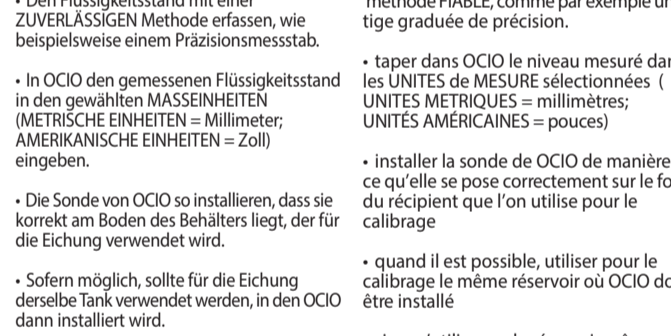 • Den Flüssigkeitsstand mit einer
ZUVERLÄSSIGEN Methode erfassen, wie
beispielsweise einem Präzisionsmessstab.
• In OCIO den gemessenen Flüssigkeitsstand
in den gewählten MASSEINHEITEN
(METRISCHE EINHEITEN = Millimeter;
AMERIKANISCHE EINHEITEN = Zoll)
eingeben.
• Die Sonde von OCIO so installieren, dass sie
korrekt am Boden des Behälters liegt, der für
die Eichung verwendet wird.
• Sofern möglich, sollte für die Eichung
derselbe Tank verwendet werden, in den OCIO
dann installiert wird.
méthode FIABLE, comme par exemple un
tige graduée de précision.
• taper dans OCIO le niveau mesuré dan
les UNITES de MESURE sélectionnées (
UNITES METRIQUES = millimètres;
UNITÉS AMÉRICAINES = pouces)
• installer la sonde de OCIO de manière
ce qu'elle se pose correctement sur le fo
du récipient que l'on utilise pour le
calibrage
• quand il est possible, utiliser pour le
calibrage le même réservoir où OCIO do
être installé